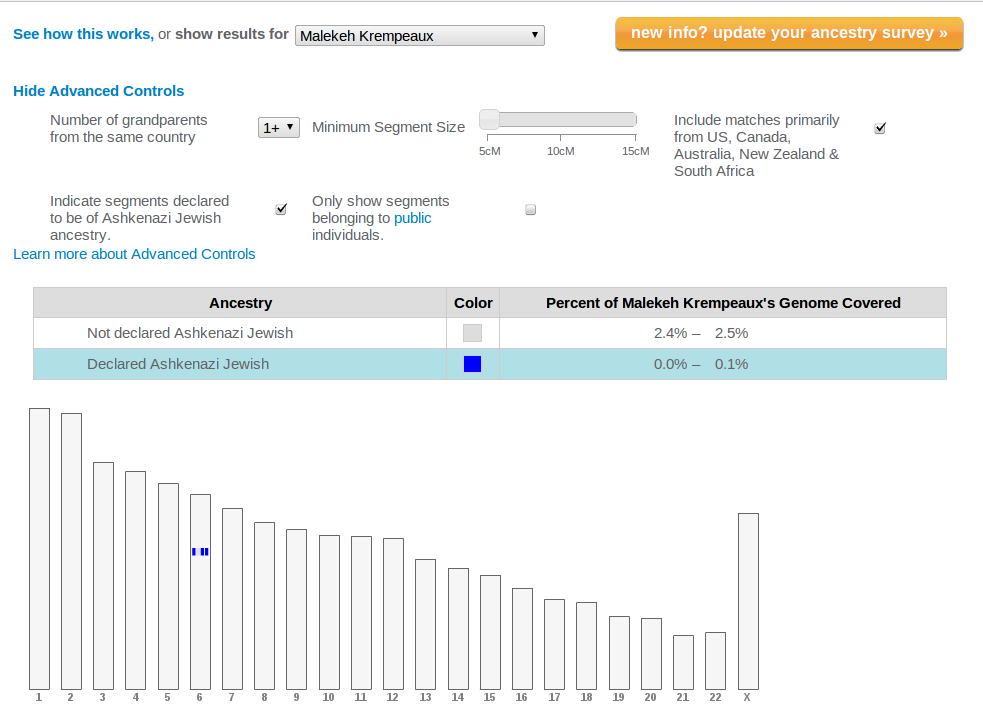 See how this works, or show results for Malekeh Krempeaux
new info? update your ancestry survey »
Hide Advanced Controls
Number of grandparents
from the same country
1+
Minimum Segment Size
5cM 10cM 15cM
Include matches primarily
from US, Canada,
Australia, New Zealand &
South Africa
Indicate segments declared
to be of Ashkenazi Jewish
ancestry.
Only show segments
belonging to public
individuals.
Learn more about Advanced Controls
Ancestry Color Percent of Malekeh Krempeaux's Genome Covered
Not declared Ashkenazi Jewish 2.4% – 2.5%
Declared Ashkenazi Jewish 0.0% – 0.1%
1 2 3 4 5 6 7 8 9 10 11 12 13 14 15 16 17 18 19 20 21 22 X